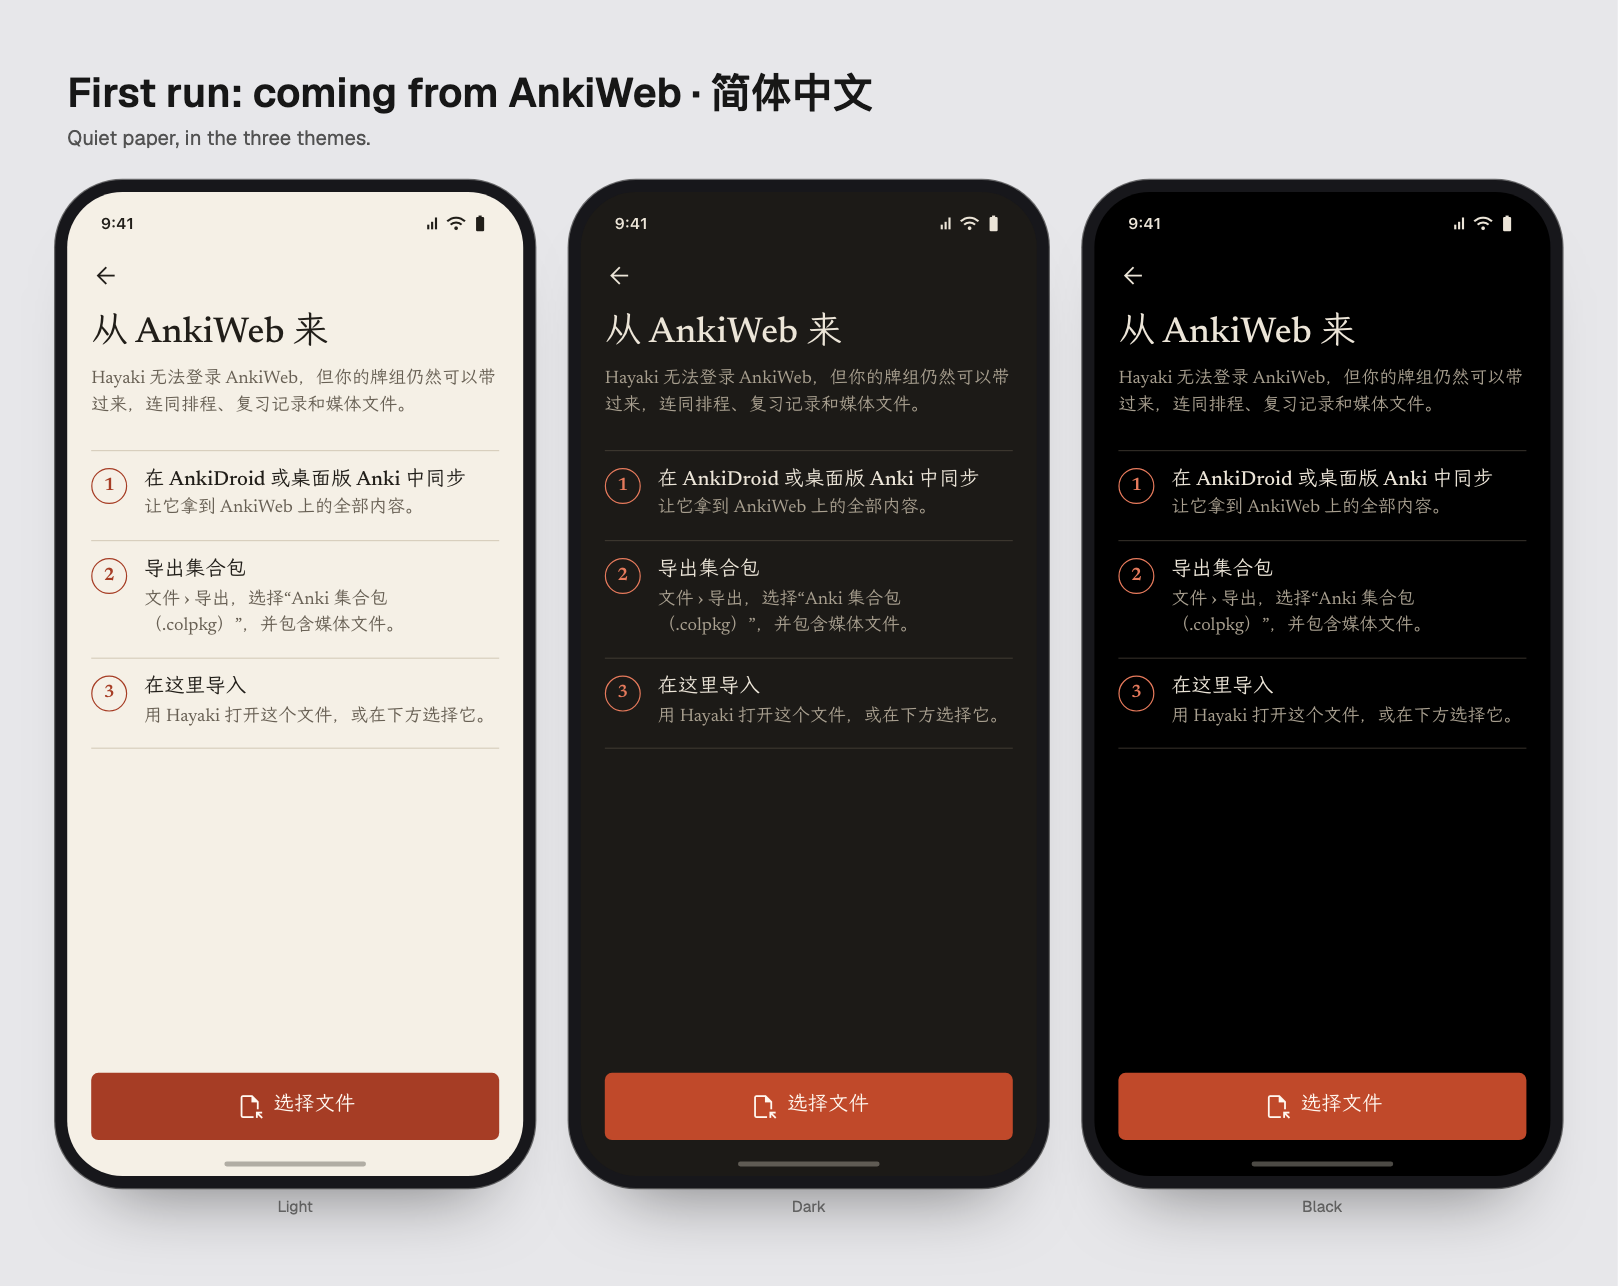 First run: coming from AnkiWeb · 简体中文
Quiet paper, in the three themes.
9:41
从 AnkiWeb 来
Hayaki 无法登录 AnkiWeb，但你的牌组仍然可以带
过来，连同排程、复习记录和媒体文件。
1
在 AnkiDroid 或桌面版 Anki 中同步
让它拿到 AnkiWeb 上的全部内容。
2
导出集合包
文件 › 导出，选择“Anki 集合包
（.colpkg）”，并包含媒体文件。
3
在这里导入
用 Hayaki 打开这个文件，或在下方选择它。
选择文件
Light
9:41
从 AnkiWeb 来
Hayaki 无法登录 AnkiWeb，但你的牌组仍然可以带
过来，连同排程、复习记录和媒体文件。
1
在 AnkiDroid 或桌面版 Anki 中同步
让它拿到 AnkiWeb 上的全部内容。
2
导出集合包
文件 › 导出，选择“Anki 集合包
（.colpkg）”，并包含媒体文件。
3
在这里导入
用 Hayaki 打开这个文件，或在下方选择它。
选择文件
Dark
9:41
从 AnkiWeb 来
Hayaki 无法登录 AnkiWeb，但你的牌组仍然可以带
过来，连同排程、复习记录和媒体文件。
1
在 AnkiDroid 或桌面版 Anki 中同步
让它拿到 AnkiWeb 上的全部内容。
2
导出集合包
文件 › 导出，选择“Anki 集合包
（.colpkg）”，并包含媒体文件。
3
在这里导入
用 Hayaki 打开这个文件，或在下方选择它。
选择文件
Black